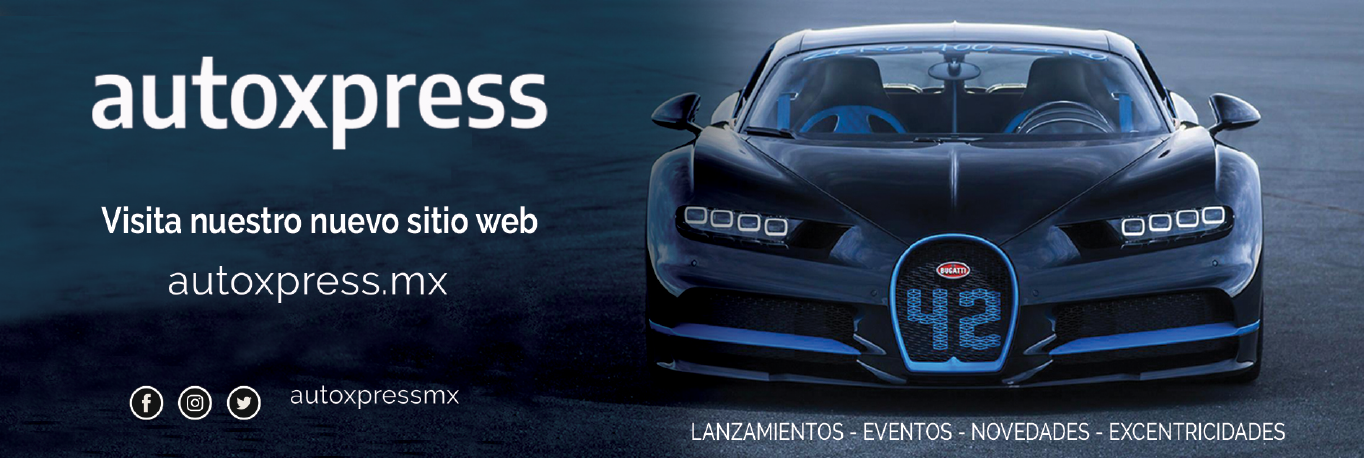 autoxpress
Visita nuestro nuevo sitio web
autoxpress.mx
autoxpressmx
BUGATTI
42
LANZAMIENTOS - EVENTOS - NOVEDADES - EXCENTRICIDADES